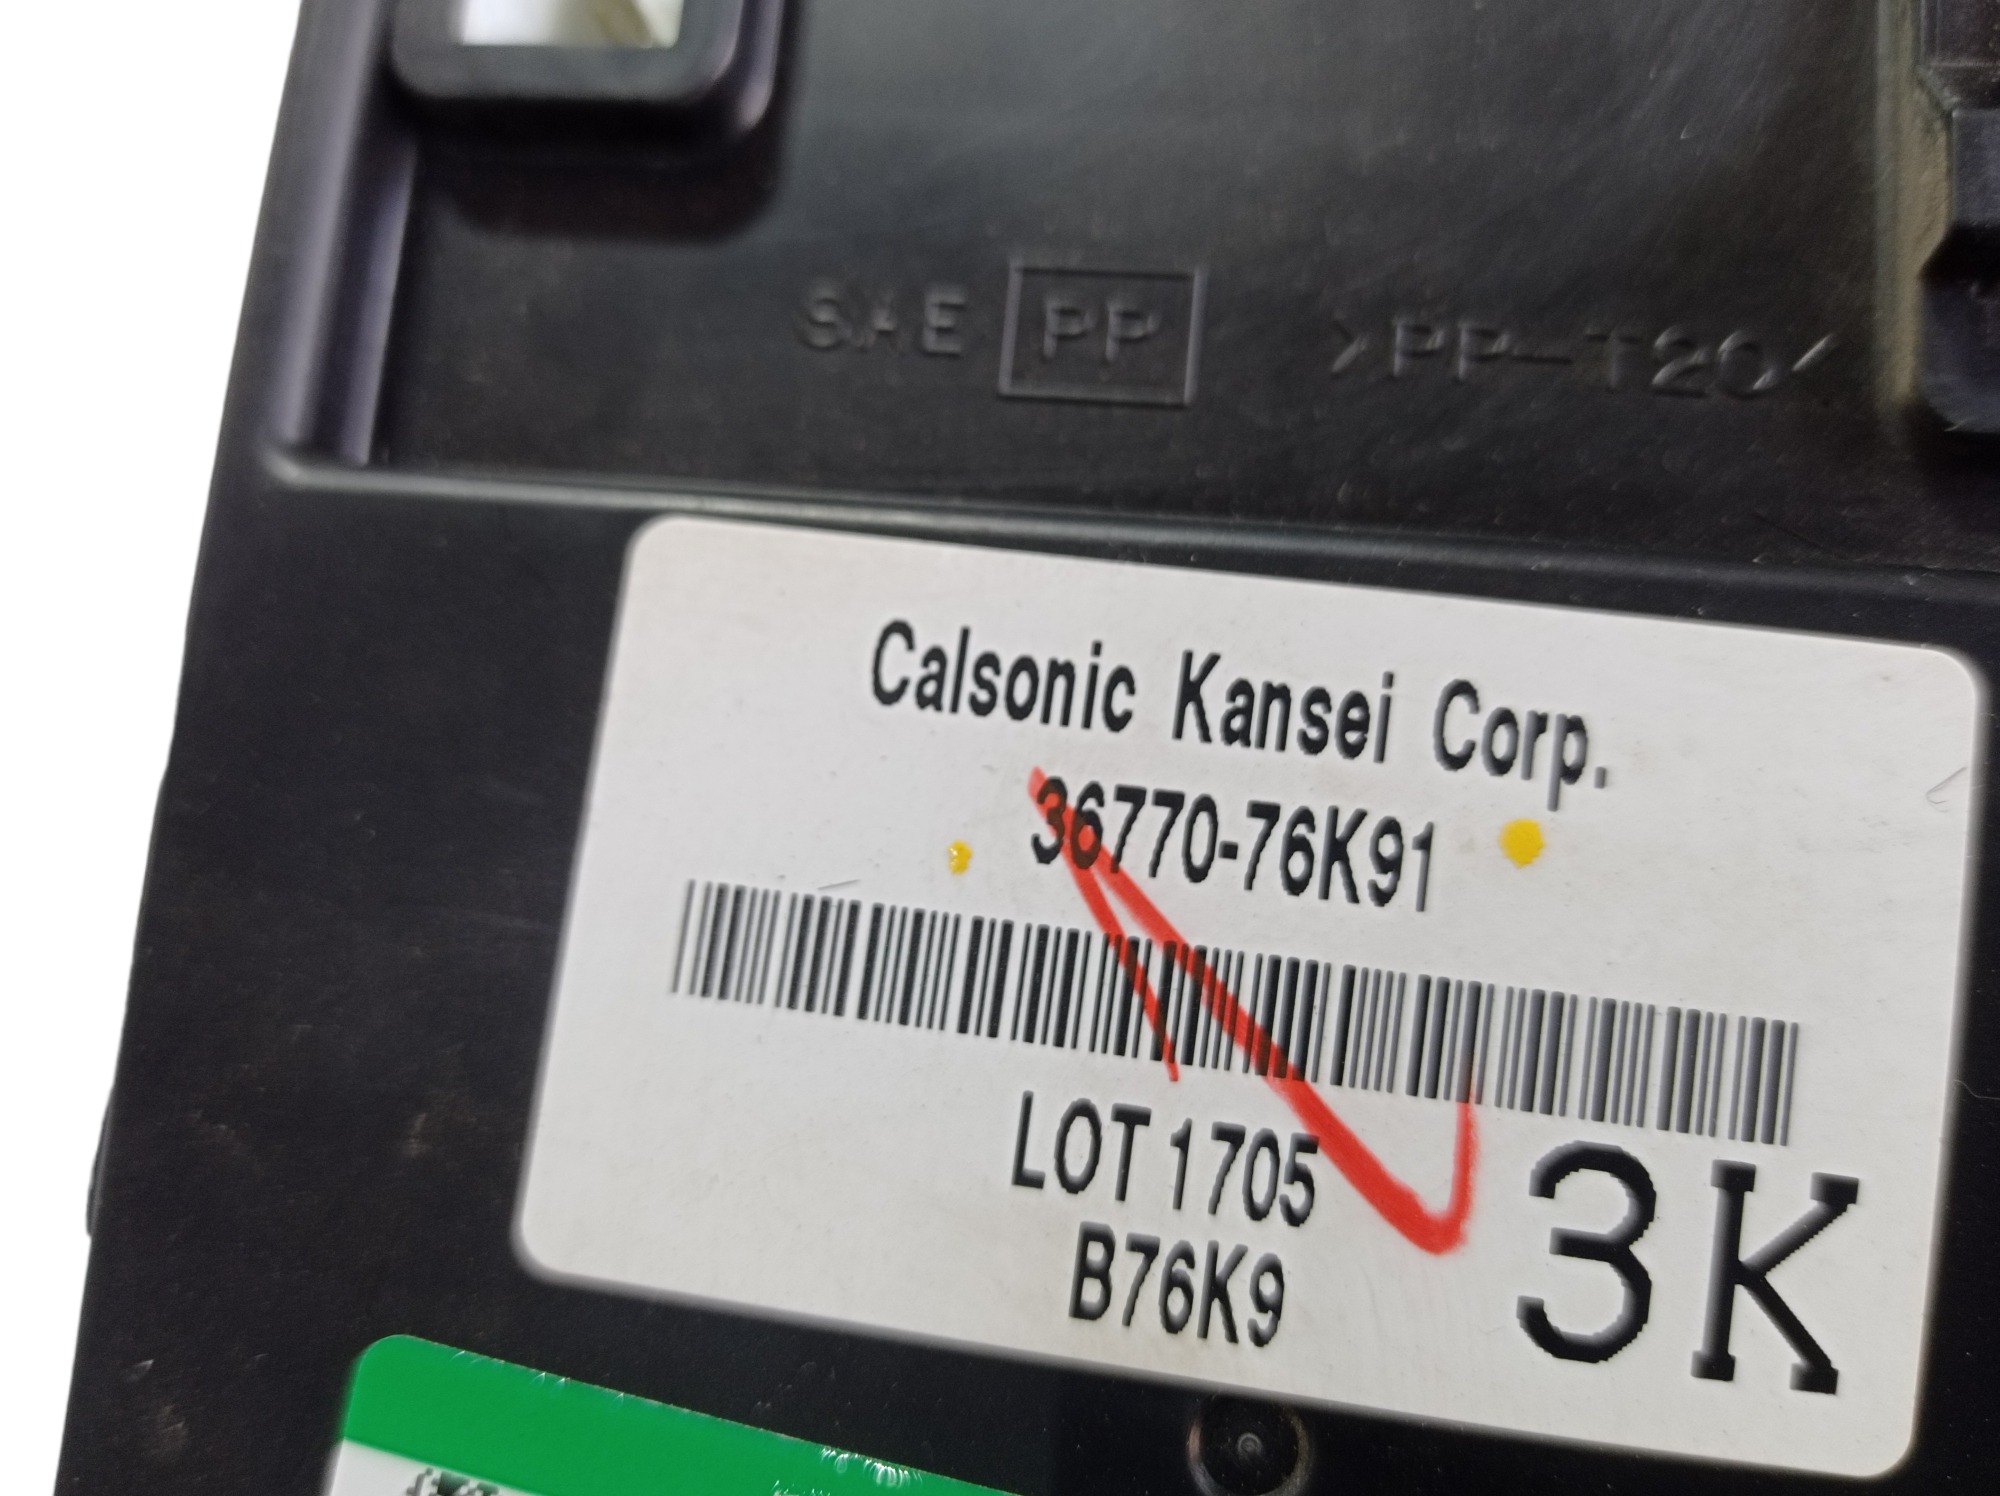 SAE PP >PP-T20<
Calsonic Kansei Corp.
36770-76K91
LOT 1705
B76K9
3K